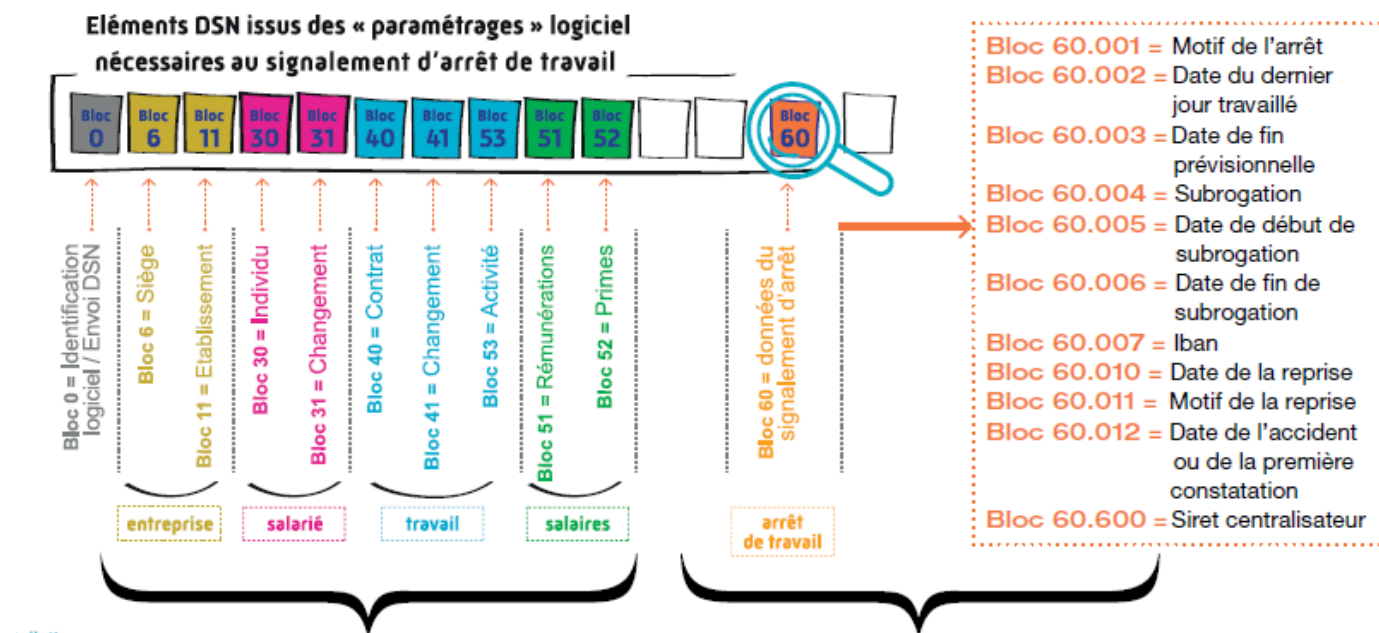 Eléments DSN issus des « paramétrages » logiciel
nécessaires au signalement d'arrêt de travail
Bloc 0
Bloc 6
Bloc 11
Bloc 30
Bloc 31
Bloc 40
Bloc 41
Bloc 53
Bloc 51
Bloc 52
Bloc 60
Bloc 0 = Identification
logiciel / Envoi DSN
Bloc 6 = Siège
Bloc 11 = Etablissement
Bloc 30 = Individu
Bloc 31 = Changement
Bloc 40 = Contrat
Bloc 41 = Changement
Bloc 53 = Activité
Bloc 51 = Rémunérations
Bloc 52 = Primes
Bloc 60 = données du
signalement d'arrêt
entreprise
salarié
travail
salaires
arrêt
de travail
Bloc 60.001 = Motif de l'arrêt
Bloc 60.002 = Date du dernier
jour travaillé
Bloc 60.003 = Date de fin
prévisionnelle
Bloc 60.004 = Subrogation
Bloc 60.005 = Date de début de
subrogation
Bloc 60.006 = Date de fin de
subrogation
Bloc 60.007 = Iban
Bloc 60.010 = Date de la reprise
Bloc 60.011 = Motif de la reprise
Bloc 60.012 = Date de l'accident
ou de la première
constatation
Bloc 60.600 = Siret centralisateur